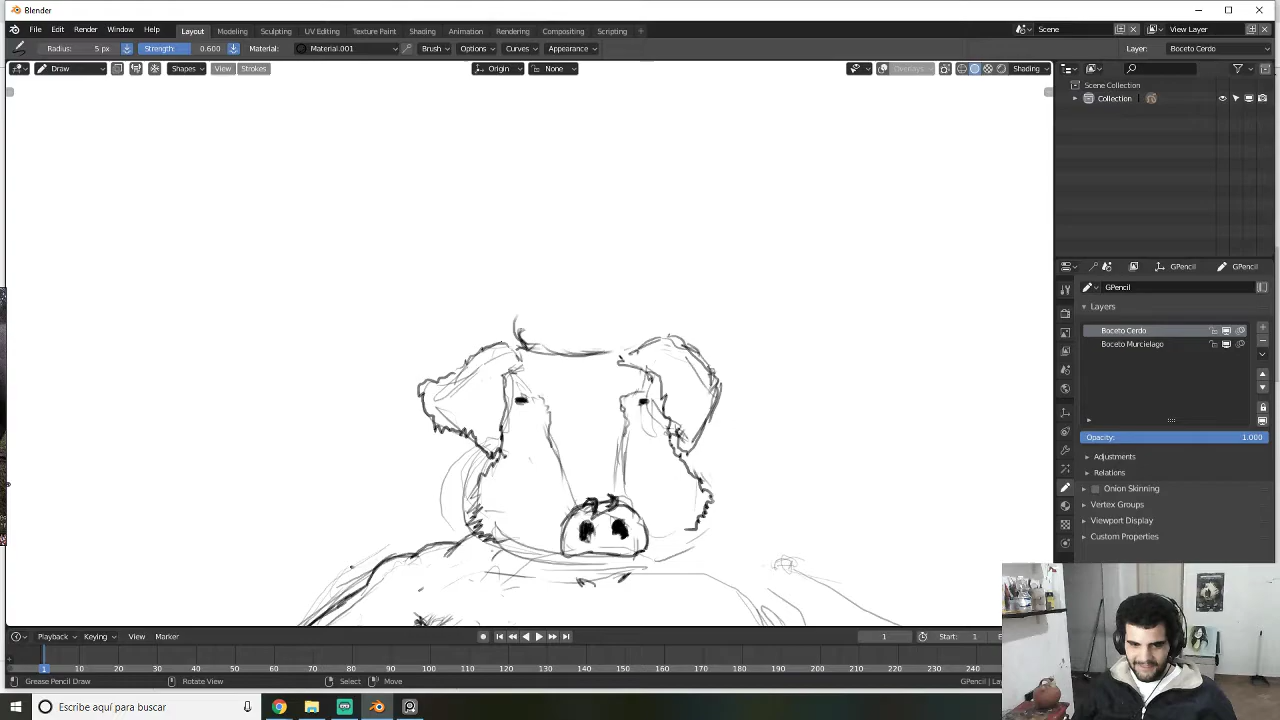 Blender
File Edit Render Window Help Layout Modeling Sculpting UV Editing Texture Paint Shading Animation Rendering Compositing Scripting + Scene View Layer
Radius: 5 px Strength: 0.600 Material: Material.001 Brush Options Curves Appearance Layer: Boceto Cerdo
Draw Shapes View Strokes Origin None Overlays Shading
Scene Collection
Collection
GPencil GPencil
GPencil
Layers
Boceto Cerdo
Boceto Murcielago
Opacity: 1.000
Adjustments
Relations
Onion Skinning
Vertex Groups
Viewport Display
Custom Properties
Playback Keying View Marker 1 Start: 1
1 10 20 30 40 50 60 70 80 90 100 110 120 130 140 150 160 170 180 190 200 210 220 230 240
Grease Pencil Draw Rotate View Select Move GPencil | La
Escribe aquí para buscar